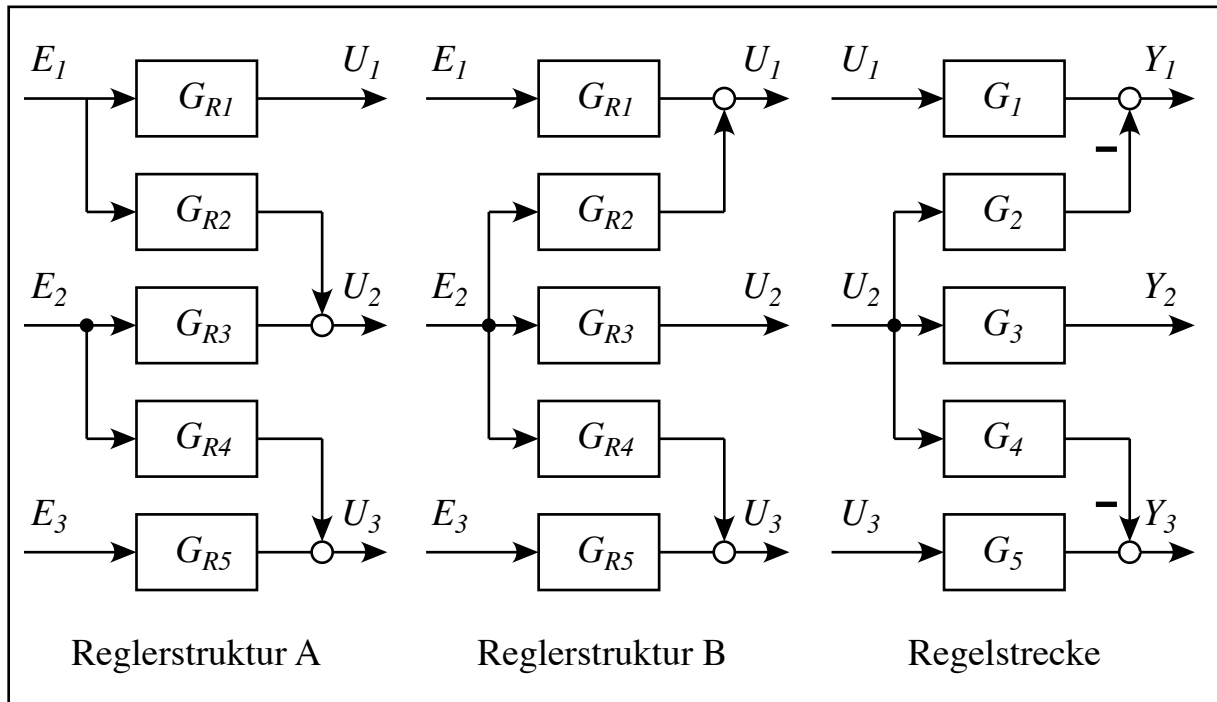 E1 U1 E1 U1 U1 Y1
GR1 GR1 G1
–
GR2 GR2 G2
E2 U2 E2 U2 U2 Y2
GR3 GR3 G3
GR4 GR4 G4
–
E3 U3 E3 U3 U3 Y3
GR5 GR5 G5
Reglerstruktur A Reglerstruktur B Regelstrecke